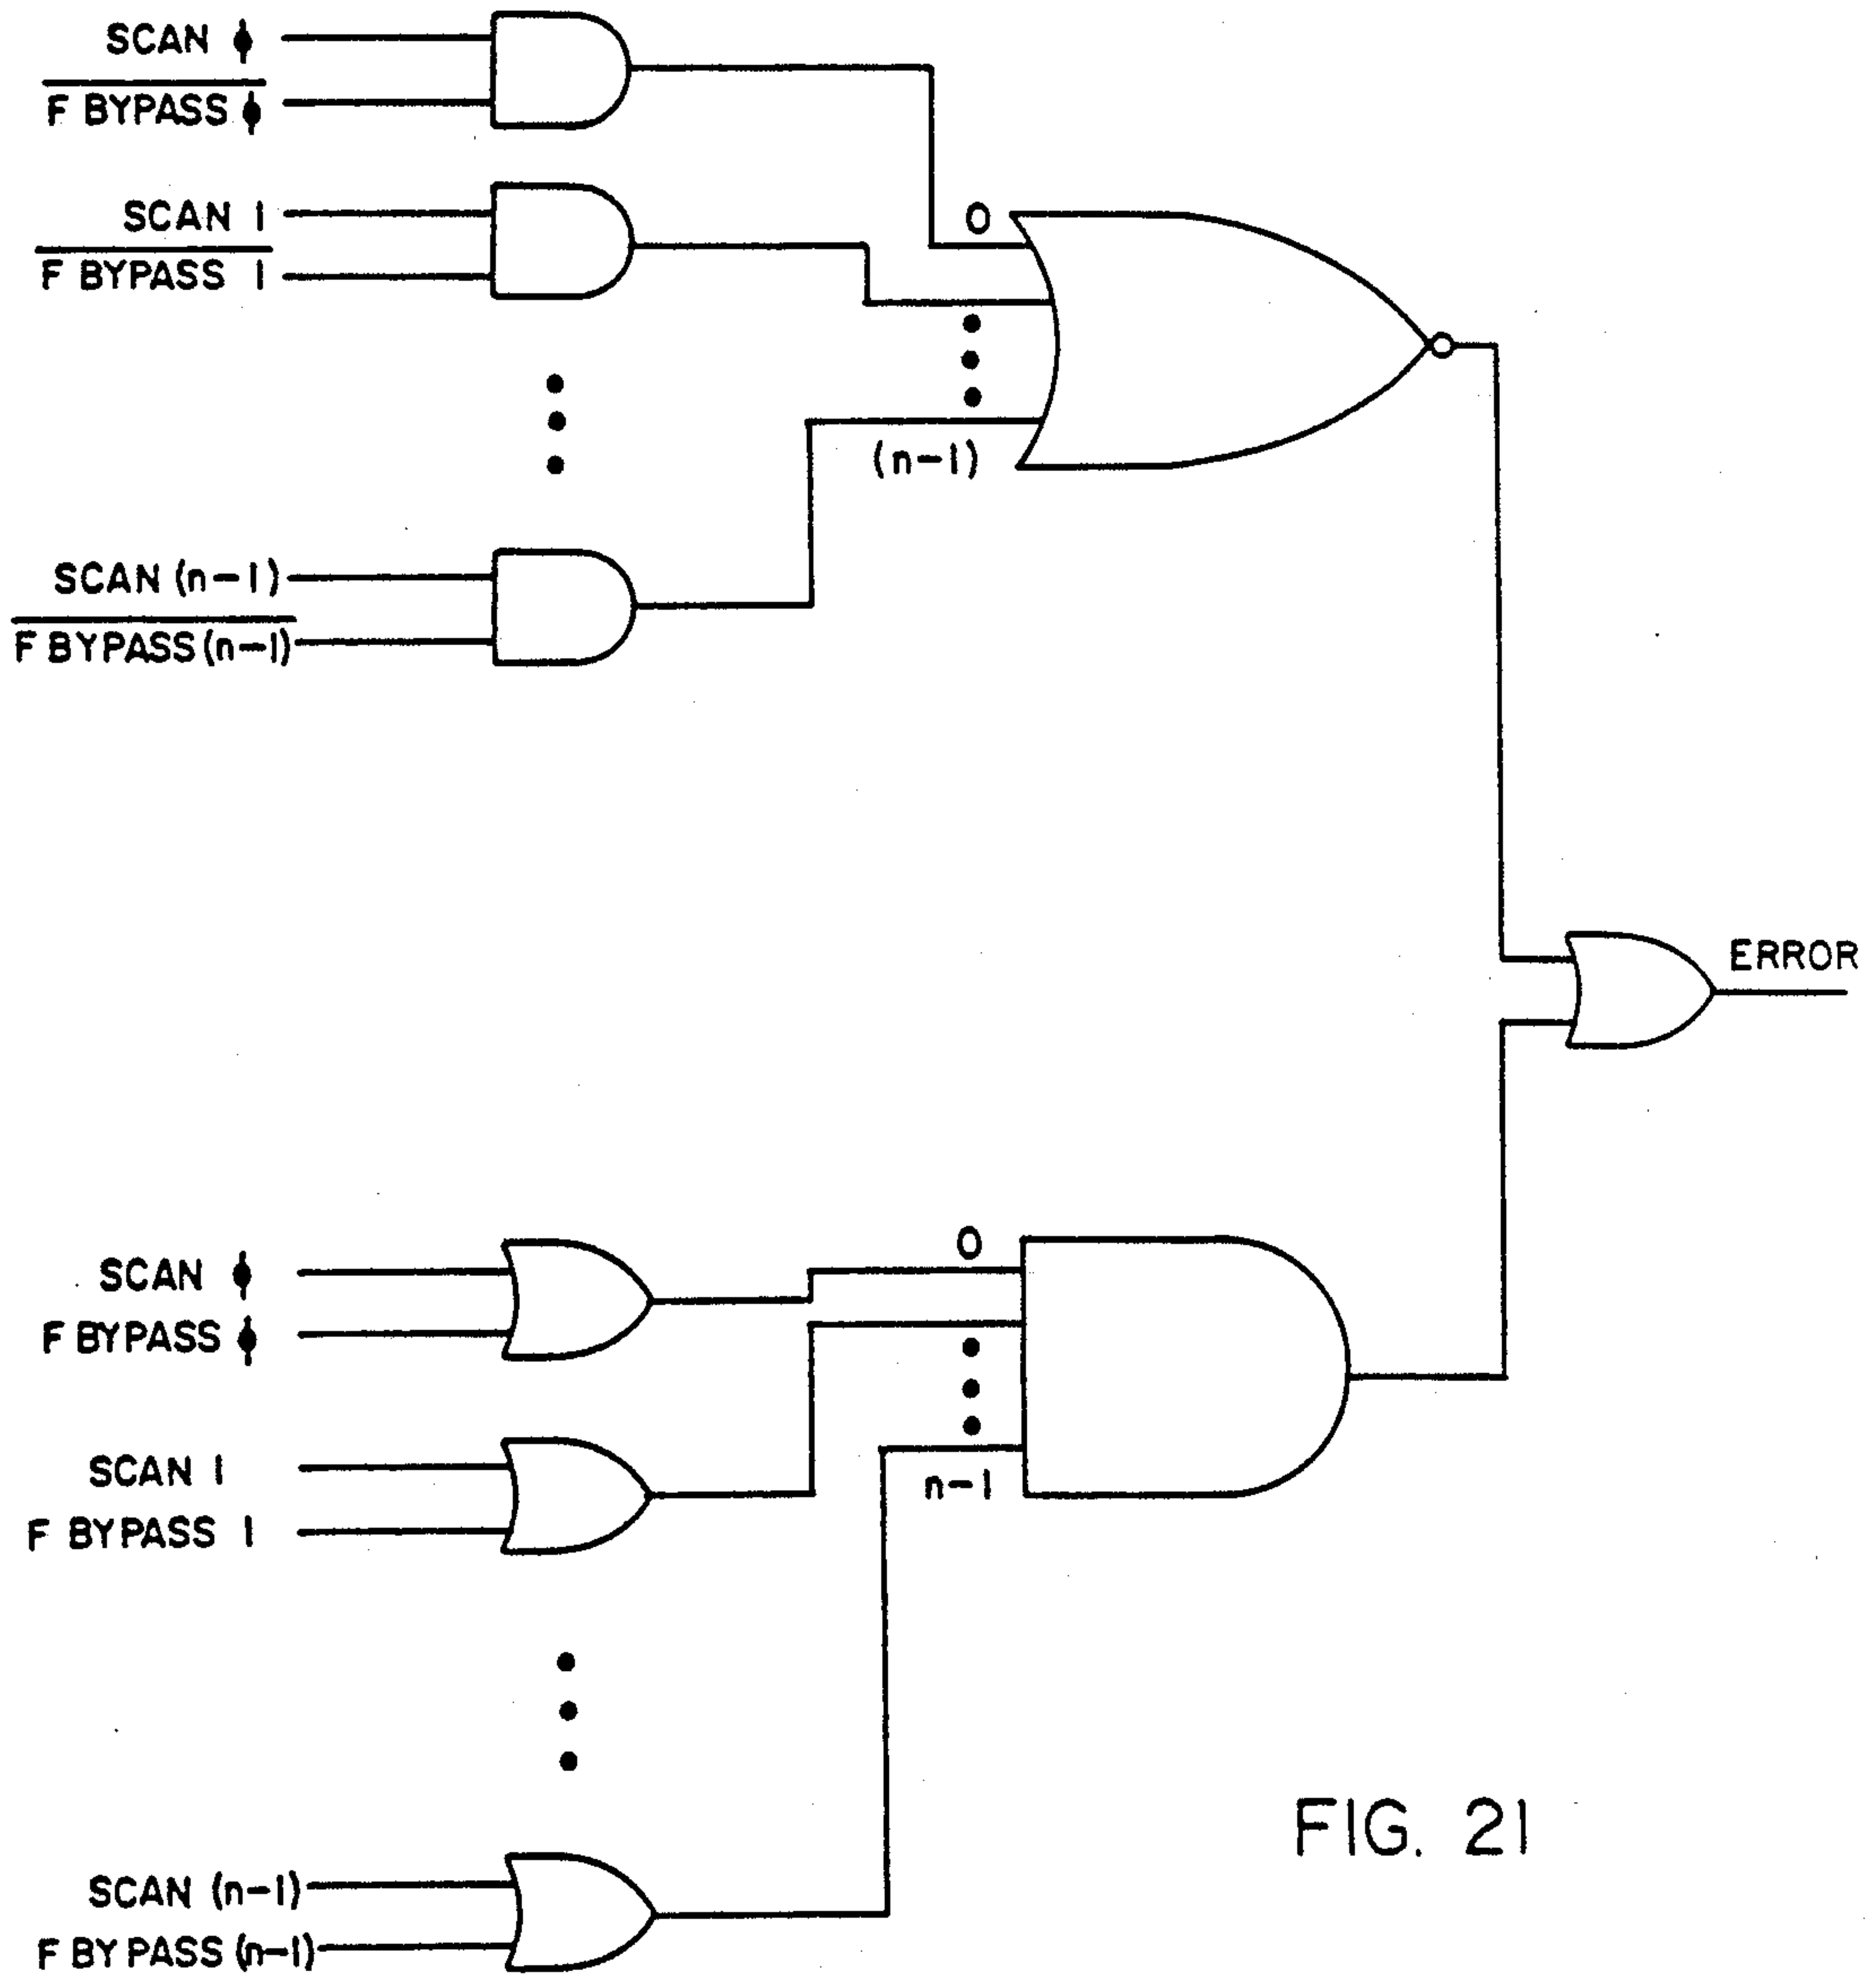 SCAN ϕ
F BYPASS ϕ
SCAN 1
F BYPASS 1
0
(n-1)
SCAN (n-1)
F BYPASS (n-1)
ERROR
SCAN ϕ
F BYPASS ϕ
0
SCAN 1
F BYPASS 1
n-1
SCAN (n-1)
F BYPASS (n-1)
FIG. 21